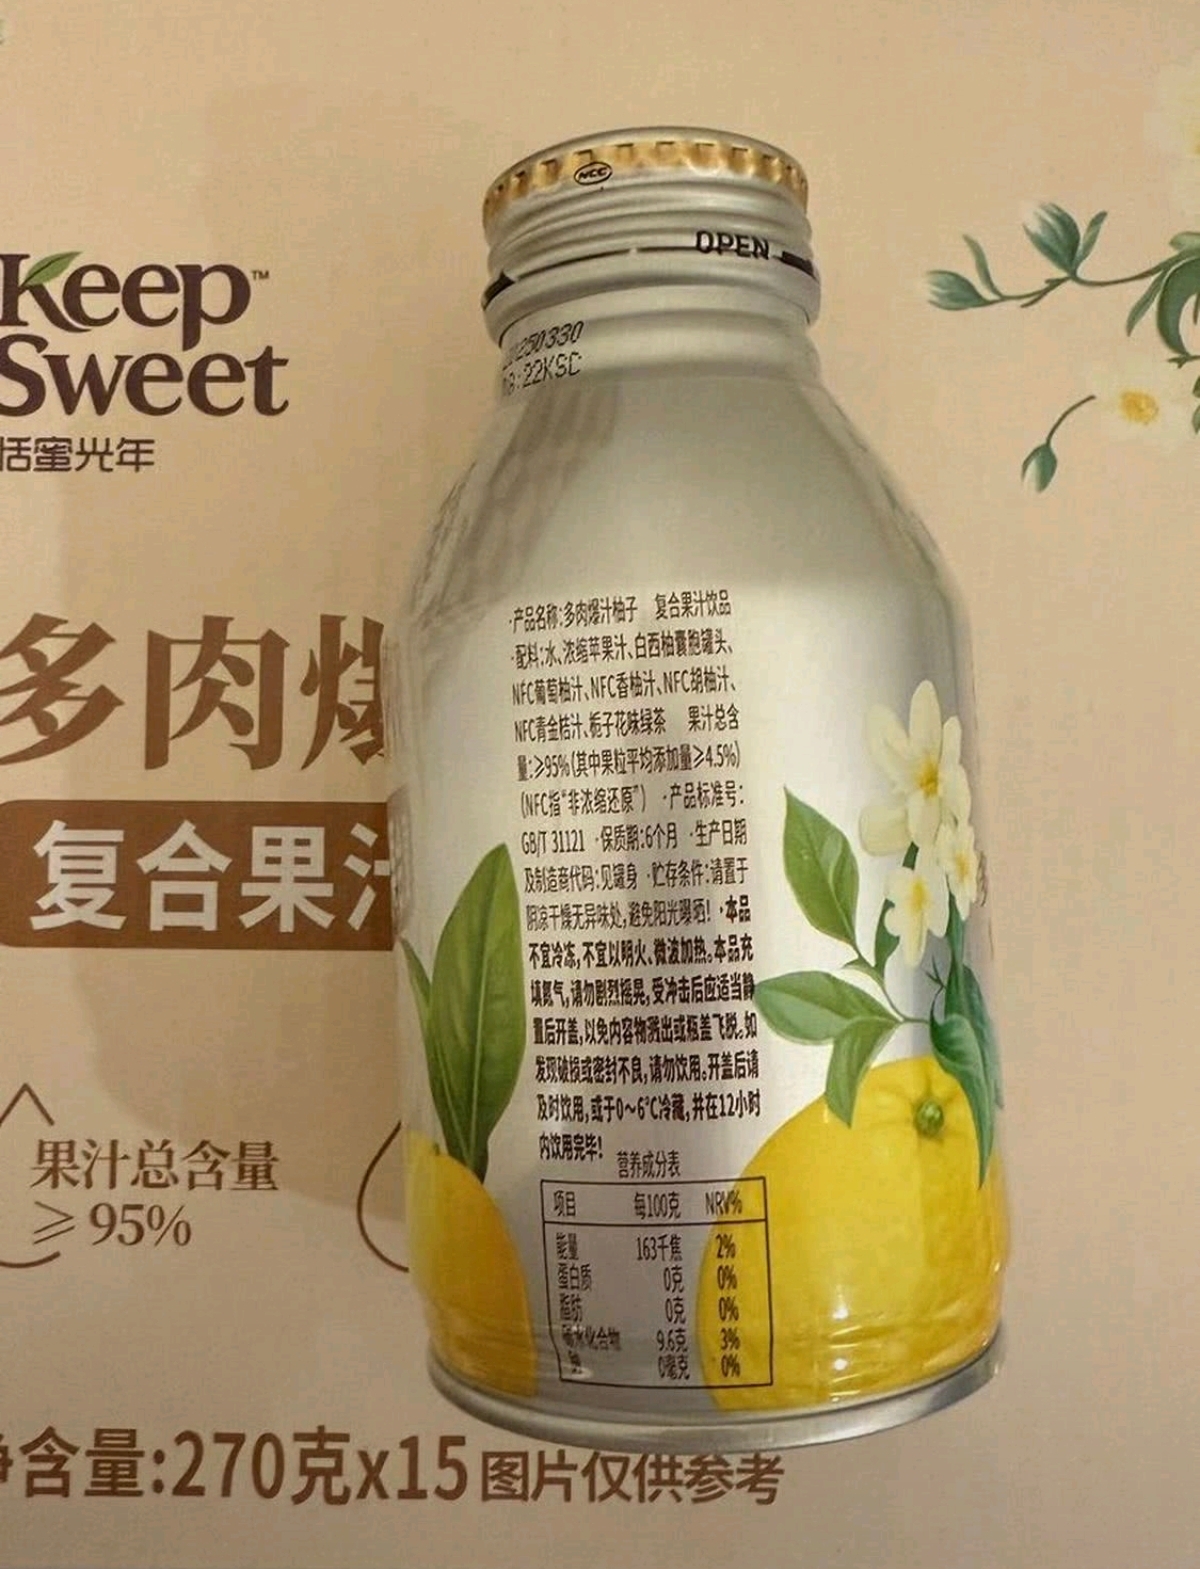 NCC
OPEN
250330
22KSC
Keep™
Sweet
恬蜜光年
多肉爆
复合果汁
果汁总含量
≥95%
·产品名称:多肉爆汁柚子 复合果汁饮品
·配料:水、浓缩苹果汁、白西柚囊胞罐头、
NFC葡萄柚汁、NFC香柚汁、NFC胡柚汁、
NFC青金桔汁、栀子花味绿茶 果汁总含
量:≥95%(其中果粒平均添加量≥4.5%)
(NFC指"非浓缩还原") ·产品标准号:
GB/T 31121 ·保质期:6个月 ·生产日期
及制造商代码:见罐身 ·贮存条件:请置于
阴凉干燥无异味处,避免阳光曝晒! ·本品
不宜冷冻,不宜以明火、微波加热。本品充
填氮气,请勿剧烈摇晃,受冲击后应适当静
置后开盖,以免内容物溅出或瓶盖飞脱。如
发现破损或密封不良,请勿饮用。开盖后请
及时饮用,或于0~6℃冷藏,并在12小时
内饮用完毕!
营养成分表
项目 每100克 NRV%
能量 163千焦 2%
蛋白质 0克 0%
脂肪 0克 0%
碳水化合物 9.6克 3%
钠 0毫克 0%
净含量:270克x15 图片仅供参考